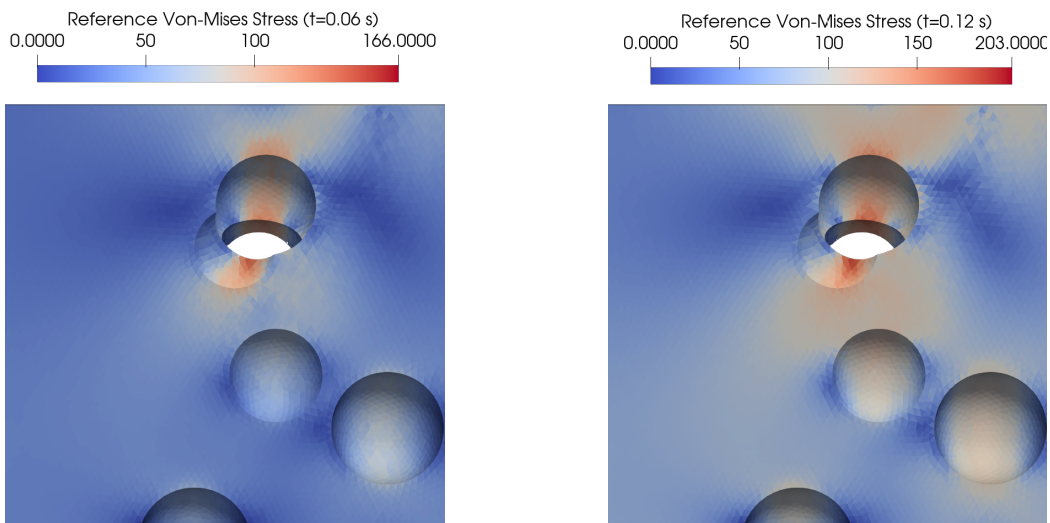 Reference Von-Mises Stress (t=0.06 s)
0.0000 50 100 166.0000
Reference Von-Mises Stress (t=0.12 s)
0.0000 50 100 150 203.0000